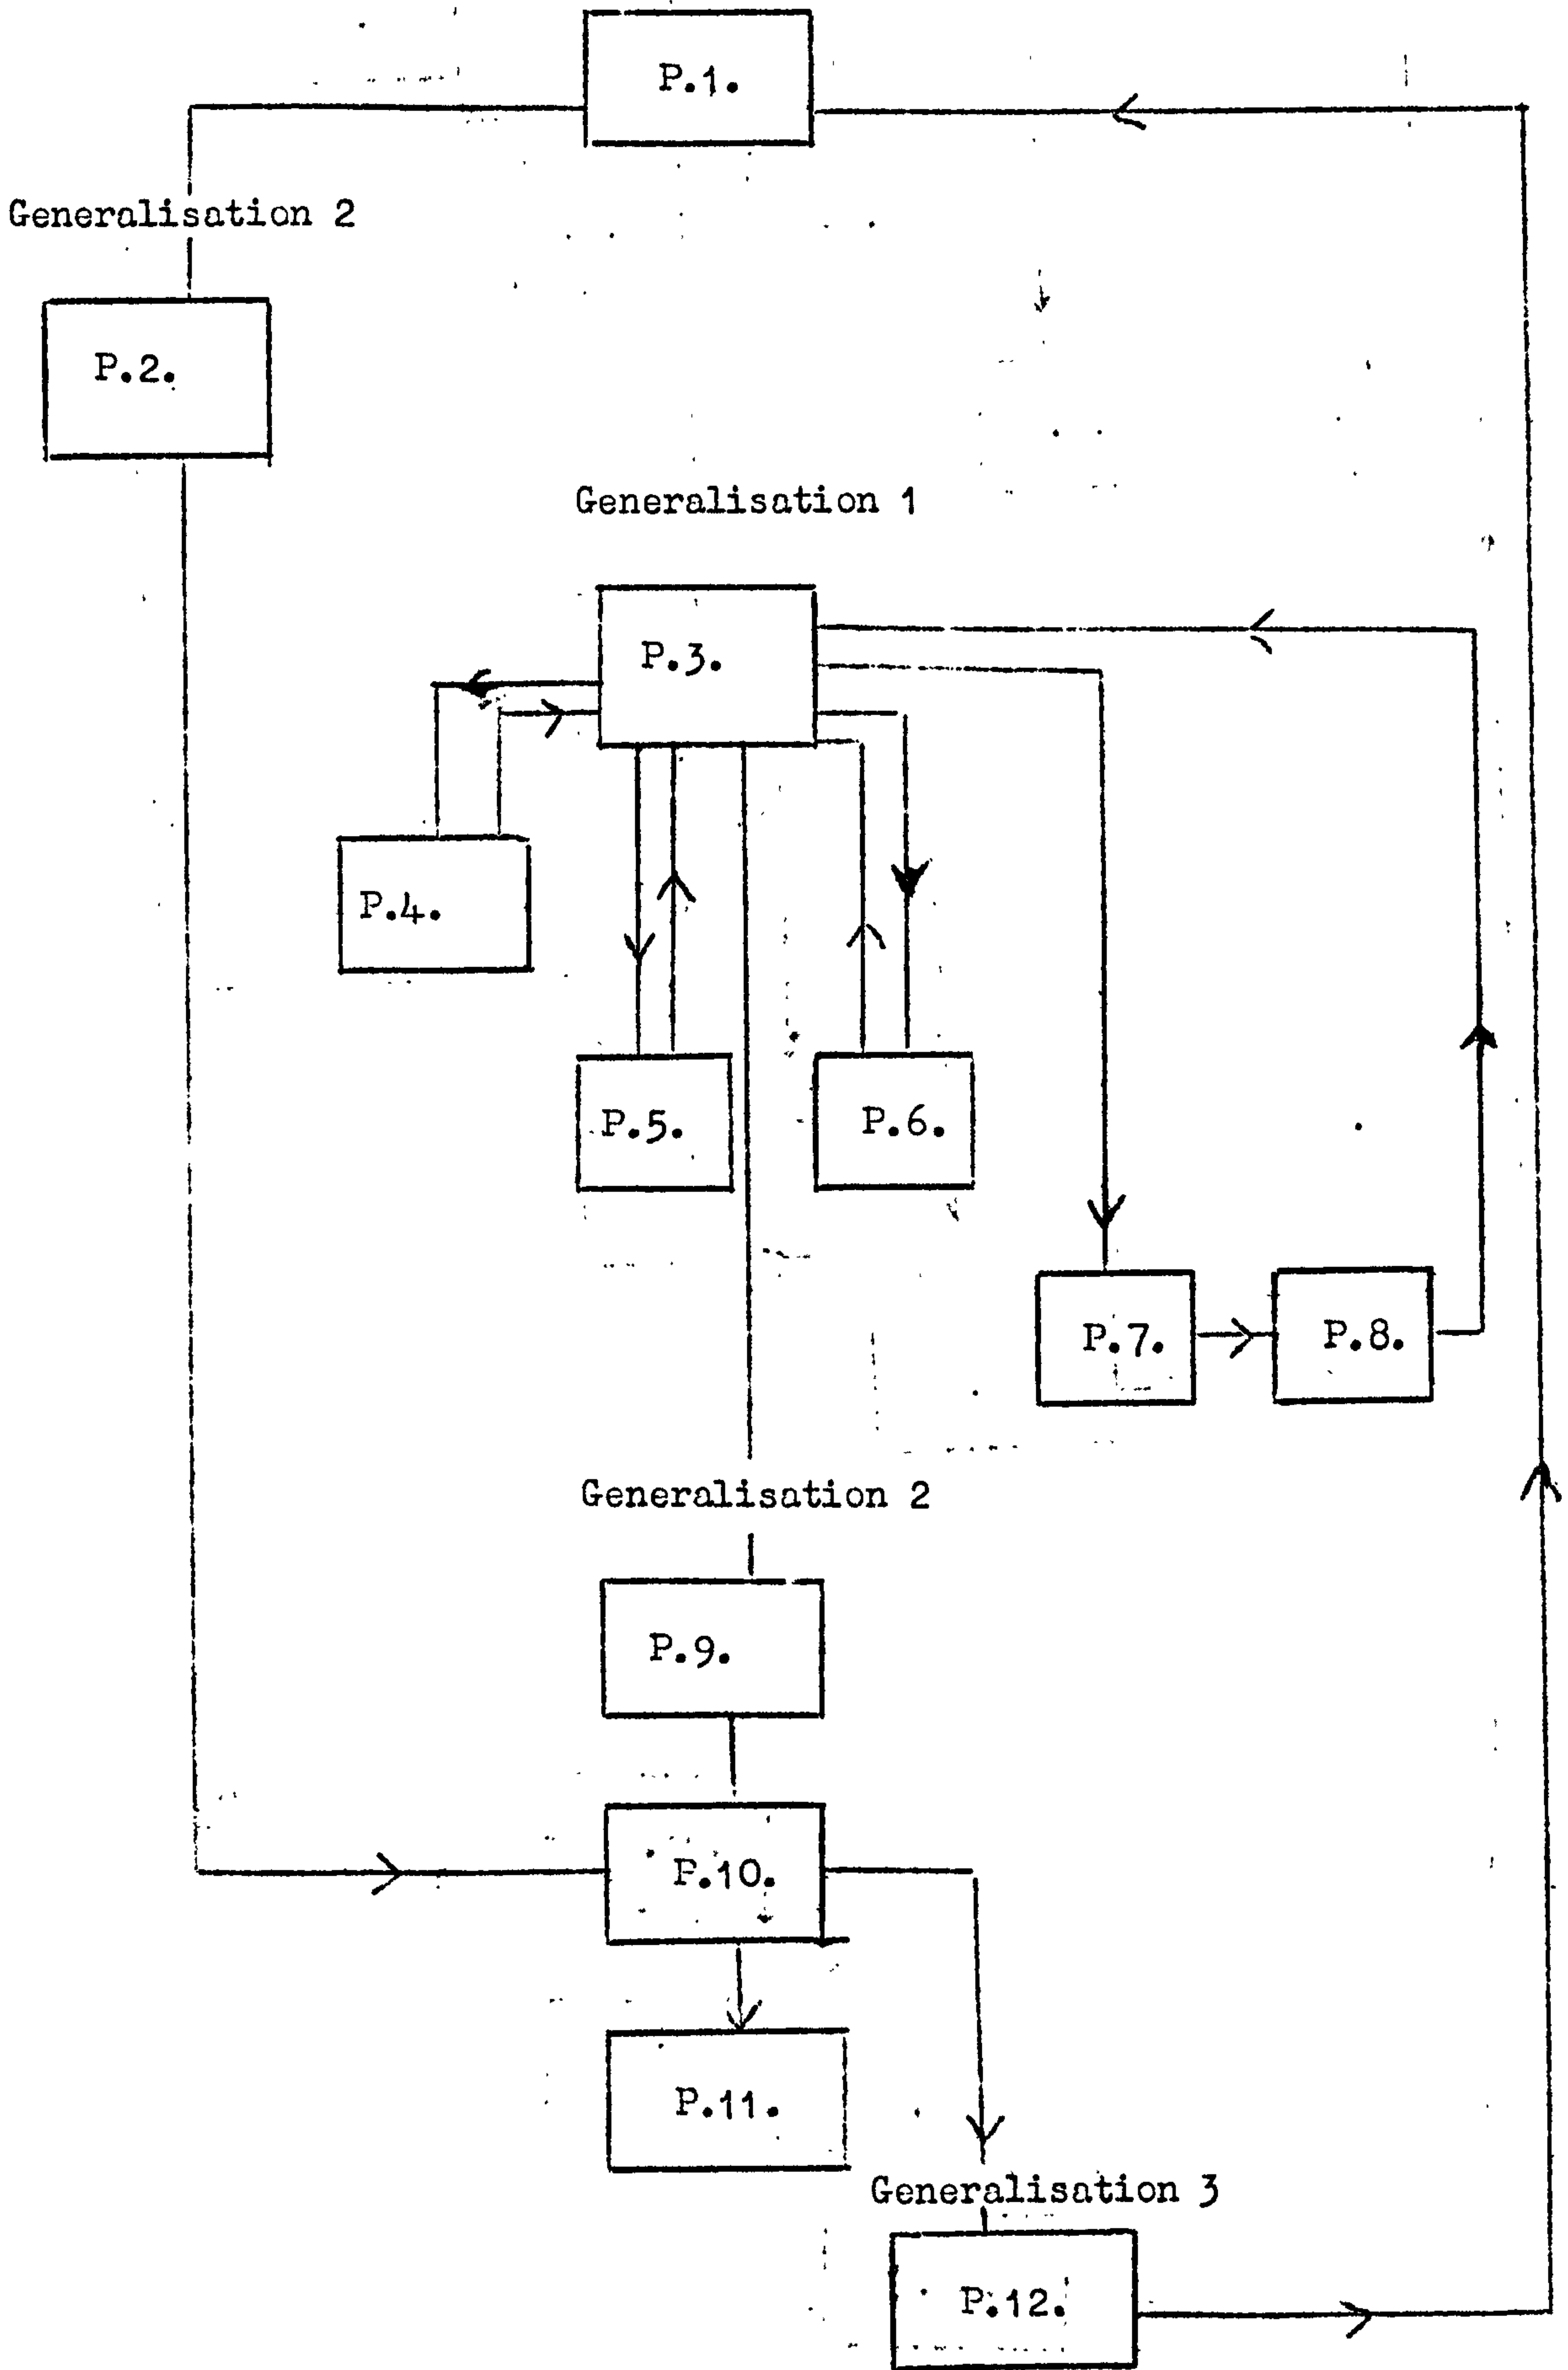 P.1.
Generalisation 2
P.2.
Generalisation 1
P.3.
P.4.
P.5.
P.6.
P.7.
P.8.
Generalisation 2
P.9.
P.10.
P.11.
Generalisation 3
P.12.